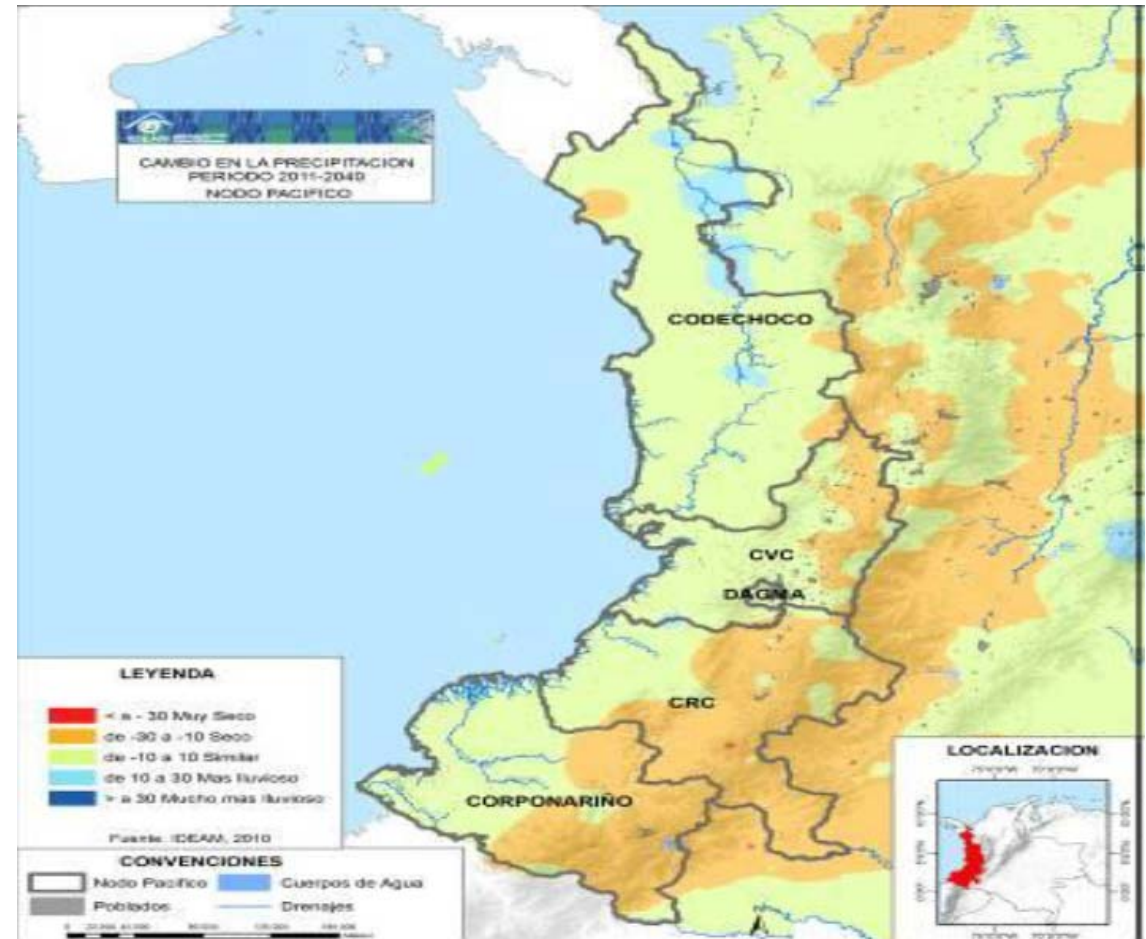 CAMBIO EN LA PRECIPITACION
PERIODO 2011-2040
NODO PACIFICO
CODECHOCO
CVC
DAGMA
CRC
CORPONARIÑO
LEYENDA
< a - 30 Muy Seco
de -30 a -10 Seco
de -10 a 10 Similar
de 10 a 30 Mas lluvioso
> a 30 Mucho mas lluvioso
Fuente: IDEAM, 2010
CONVENCIONES
Nodo Pacifico
Cuerpos de Agua
Poblados
Drenajes
LOCALIZACION